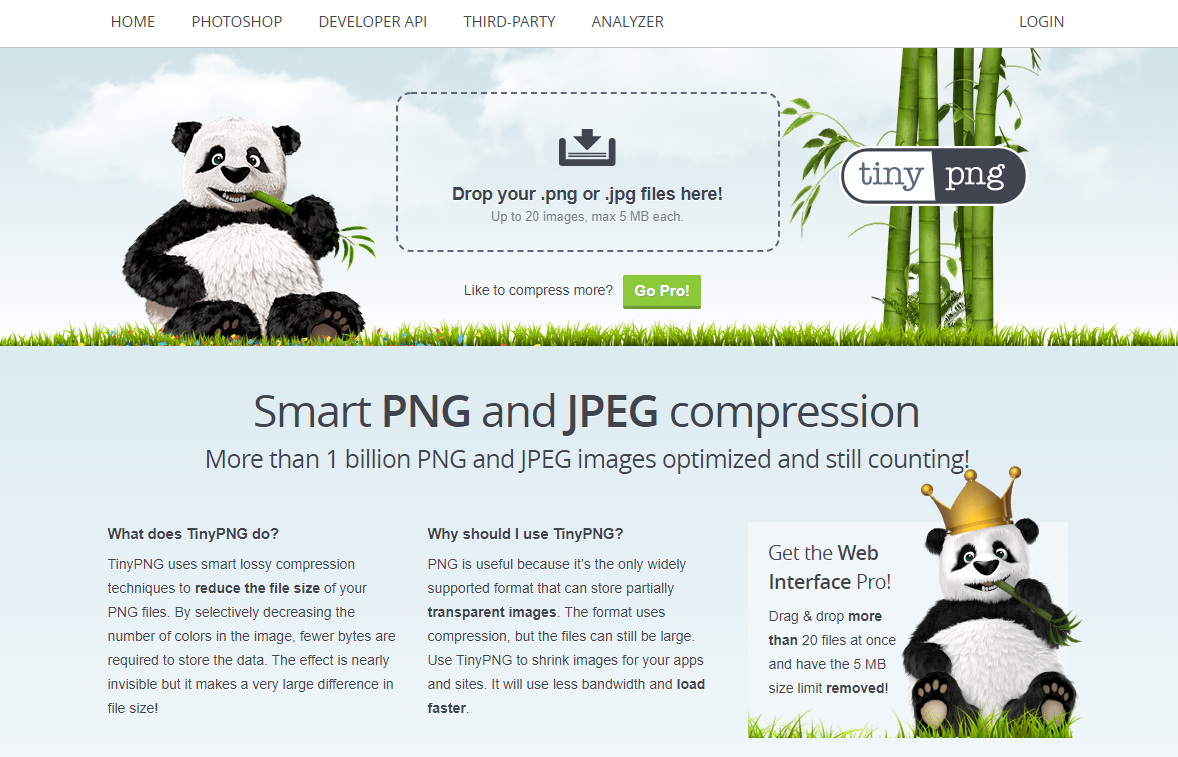 HOME PHOTOSHOP DEVELOPER API THIRD-PARTY ANALYZER LOGIN
Drop your .png or .jpg files here!
Up to 20 images, max 5 MB each.
tiny png
Like to compress more? Go Pro!
Smart PNG and JPEG compression
More than 1 billion PNG and JPEG images optimized and still counting!
What does TinyPNG do?
TinyPNG uses smart lossy compression
techniques to reduce the file size of your
PNG files. By selectively decreasing the
number of colors in the image, fewer bytes are
required to store the data. The effect is nearly
invisible but it makes a very large difference in
file size!
Why should I use TinyPNG?
PNG is useful because it's the only widely
supported format that can store partially
transparent images. The format uses
compression, but the files can still be large.
Use TinyPNG to shrink images for your apps
and sites. It will use less bandwidth and load
faster.
Get the Web
Interface Pro!
Drag & drop more
than 20 files at once
and have the 5 MB
size limit removed!